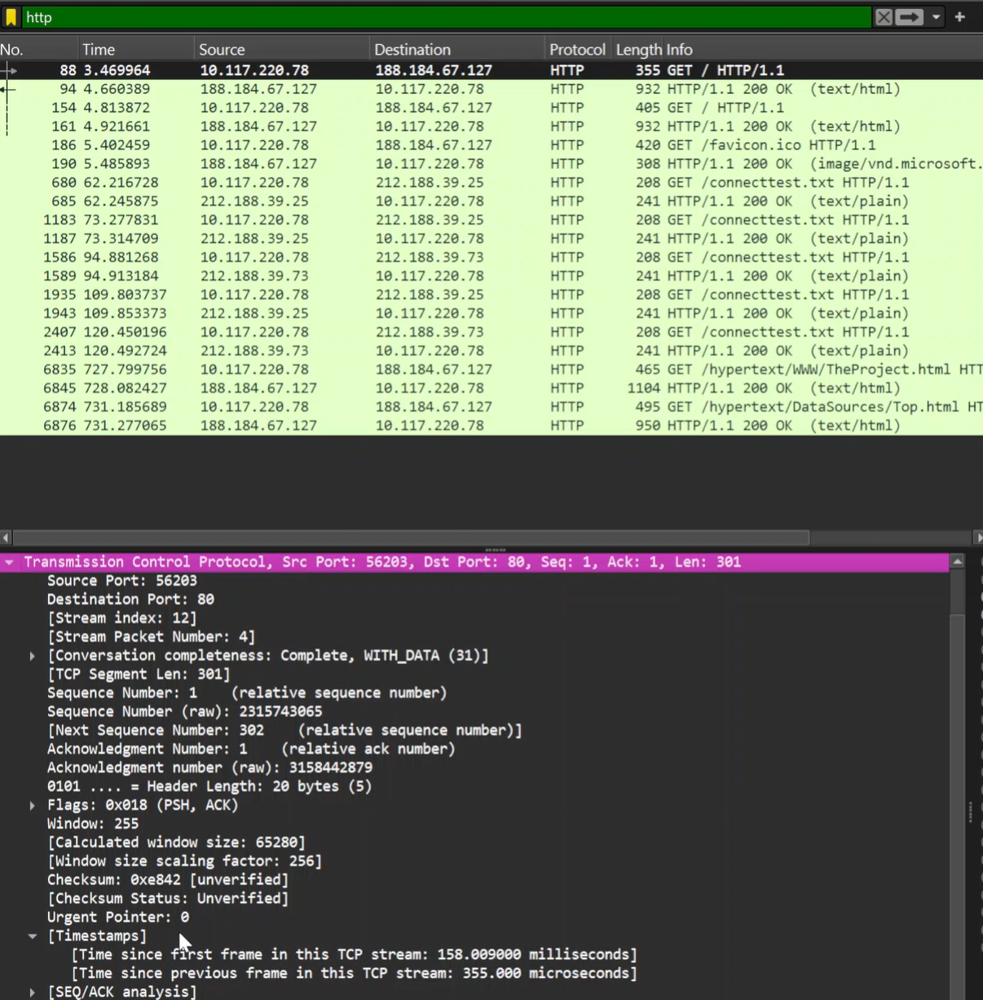 http
No. Time Source Destination Protocol Length Info
88 3.469964 10.117.220.78 188.184.67.127 HTTP 355 GET / HTTP/1.1
94 4.660389 188.184.67.127 10.117.220.78 HTTP 932 HTTP/1.1 200 OK (text/html)
154 4.813872 10.117.220.78 188.184.67.127 HTTP 405 GET / HTTP/1.1
161 4.921661 188.184.67.127 10.117.220.78 HTTP 932 HTTP/1.1 200 OK (text/html)
186 5.402459 10.117.220.78 188.184.67.127 HTTP 420 GET /favicon.ico HTTP/1.1
190 5.485893 188.184.67.127 10.117.220.78 HTTP 308 HTTP/1.1 200 OK (image/vnd.microsoft.
680 62.216728 10.117.220.78 212.188.39.25 HTTP 208 GET /connecttest.txt HTTP/1.1
685 62.245875 212.188.39.25 10.117.220.78 HTTP 241 HTTP/1.1 200 OK (text/plain)
1183 73.277831 10.117.220.78 212.188.39.25 HTTP 208 GET /connecttest.txt HTTP/1.1
1187 73.314709 212.188.39.25 10.117.220.78 HTTP 241 HTTP/1.1 200 OK (text/plain)
1586 94.881268 10.117.220.78 212.188.39.73 HTTP 208 GET /connecttest.txt HTTP/1.1
1589 94.913184 212.188.39.73 10.117.220.78 HTTP 241 HTTP/1.1 200 OK (text/plain)
1935 109.803737 10.117.220.78 212.188.39.25 HTTP 208 GET /connecttest.txt HTTP/1.1
1943 109.853373 212.188.39.25 10.117.220.78 HTTP 241 HTTP/1.1 200 OK (text/plain)
2407 120.450196 10.117.220.78 212.188.39.73 HTTP 208 GET /connecttest.txt HTTP/1.1
2413 120.492724 212.188.39.73 10.117.220.78 HTTP 241 HTTP/1.1 200 OK (text/plain)
6835 727.799756 10.117.220.78 188.184.67.127 HTTP 465 GET /hypertext/WWW/TheProject.html HTT
6845 728.082427 188.184.67.127 10.117.220.78 HTTP 1104 HTTP/1.1 200 OK (text/html)
6874 731.185689 10.117.220.78 188.184.67.127 HTTP 495 GET /hypertext/DataSources/Top.html HT
6876 731.277065 188.184.67.127 10.117.220.78 HTTP 950 HTTP/1.1 200 OK (text/html)
Transmission Control Protocol, Src Port: 56203, Dst Port: 80, Seq: 1, Ack: 1, Len: 301
Source Port: 56203
Destination Port: 80
[Stream index: 12]
[Stream Packet Number: 4]
[Conversation completeness: Complete, WITH_DATA (31)]
[TCP Segment Len: 301]
Sequence Number: 1 (relative sequence number)
Sequence Number (raw): 2315743065
[Next Sequence Number: 302 (relative sequence number)]
Acknowledgment Number: 1 (relative ack number)
Acknowledgment number (raw): 3158442879
0101 .... = Header Length: 20 bytes (5)
Flags: 0x018 (PSH, ACK)
Window: 255
[Calculated window size: 65280]
[Window size scaling factor: 256]
Checksum: 0xe842 [unverified]
[Checksum Status: Unverified]
Urgent Pointer: 0
[Timestamps]
[Time since first frame in this TCP stream: 158.009000 milliseconds]
[Time since previous frame in this TCP stream: 355.000 microseconds]
[SEQ/ACK analysis]